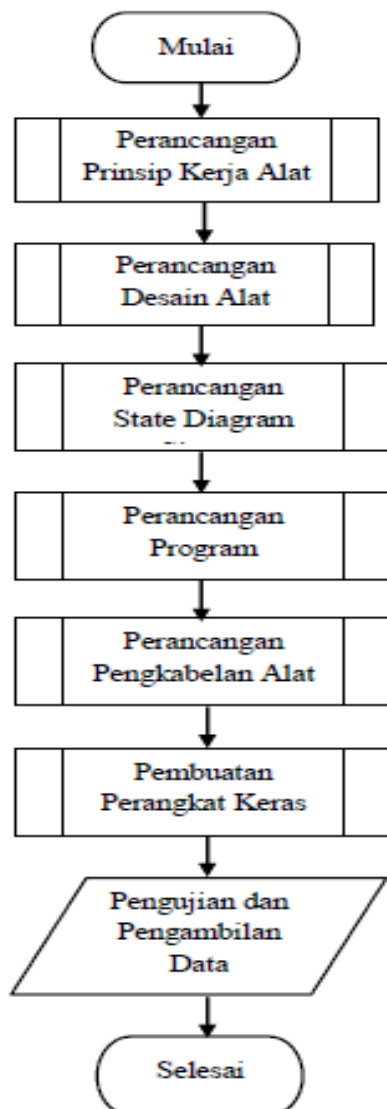 Mulai
Perancangan
Prinsip Kerja Alat
Perancangan
Desain Alat
Perancangan
State Diagram
Perancangan
Program
Perancangan
Pengkabelan Alat
Pembuatan
Perangkat Keras
Pengujian dan
Pengambilan
Data
Selesai